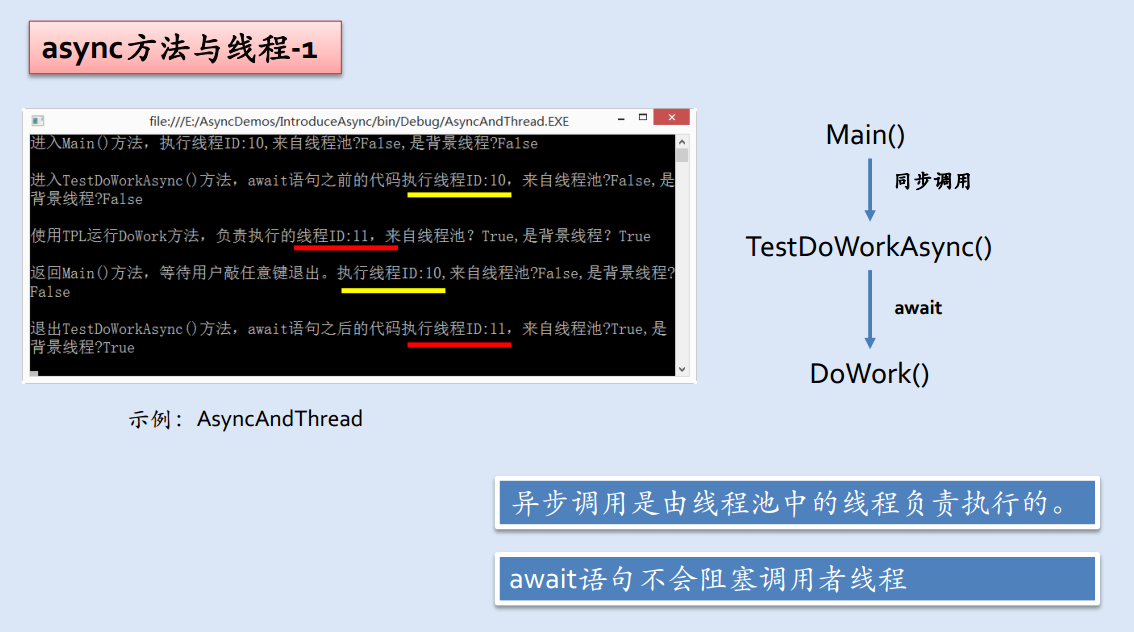 async方法与线程-1
file:///E:/AsyncDemos/IntroduceAsync/bin/Debug/AsyncAndThread.EXE
进入Main()方法，执行线程ID:10,来自线程池?False,是背景线程?False
进入TestDoWorkAsync()方法，await语句之前的代码执行线程ID:10，来自线程池?False,是
背景线程?False
使用TPL运行DoWork方法，负责执行的线程ID:11，来自线程池？True,是背景线程？True
返回Main()方法，等待用户敲任意键退出。执行线程ID:10,来自线程池?False,是背景线程?
False
退出TestDoWorkAsync()方法，await语句之后的代码执行线程ID:11，来自线程池?True,是
背景线程?True
示例：AsyncAndThread
Main()
同步调用
TestDoWorkAsync()
await
DoWork()
异步调用是由线程池中的线程负责执行的。
await语句不会阻塞调用者线程